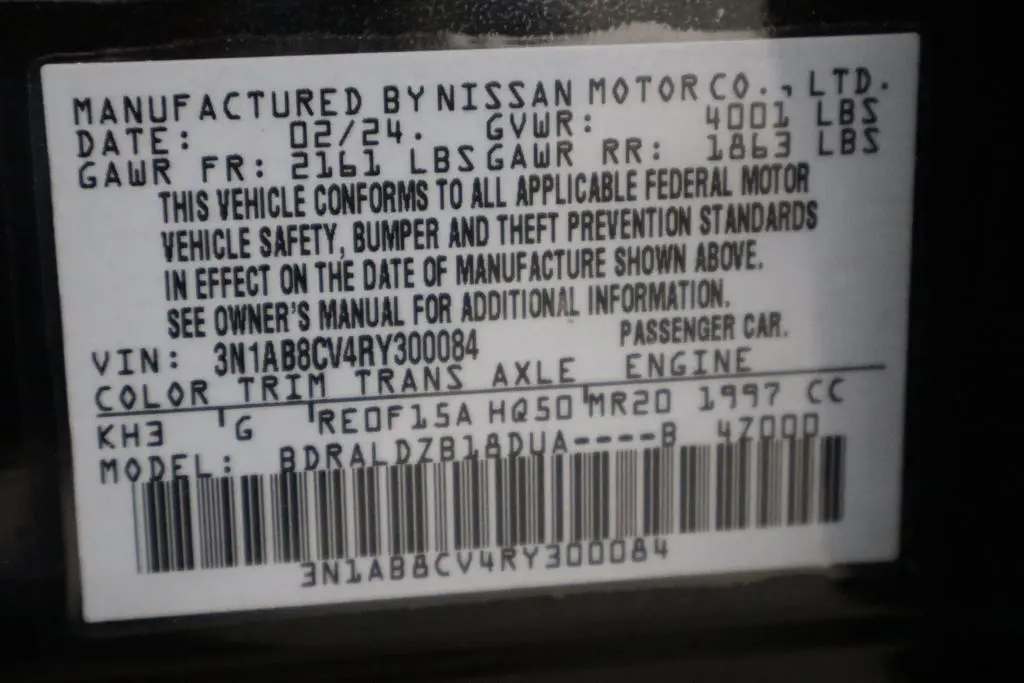 MANUFACTURED BY NISSAN MOTOR CO., LTD.
DATE: 02/24. GVWR: 4001 LBS
GAWR FR: 2161 LBS GAWR RR: 1863 LBS
THIS VEHICLE CONFORMS TO ALL APPLICABLE FEDERAL MOTOR
VEHICLE SAFETY, BUMPER AND THEFT PREVENTION STANDARDS
IN EFFECT ON THE DATE OF MANUFACTURE SHOWN ABOVE.
SEE OWNER'S MANUAL FOR ADDITIONAL INFORMATION.
VIN: 3N1AB8CV4RY300084 PASSENGER CAR.
COLOR TRIM TRANS AXLE ENGINE
KH3 G RE0F15A HQ50 MR20 1997 CC
MODEL: BDRALDZB18DUA----B 47000
3N1AB8CV4RY300084